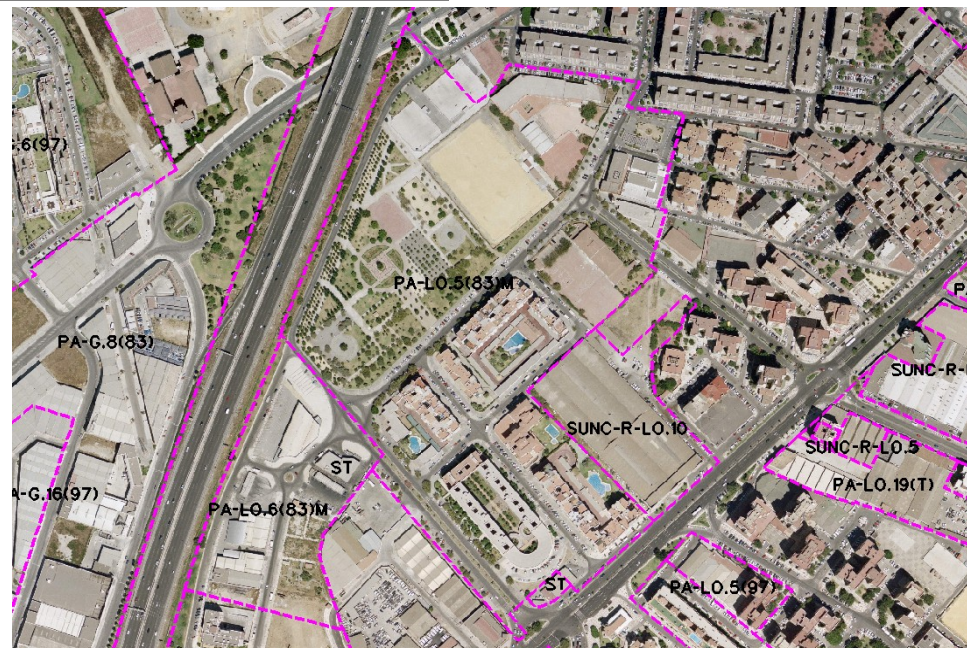 .6(97)
PA-LO.5(83)M
PA-G.8(83)
SUNC-R-
SUNC-R-LO.10
SUNC-R-LO.5
ST
PA-LO.19(T)
A-G.16(97)
PA-LO.6(83)M
ST
PA-LO.5(97)